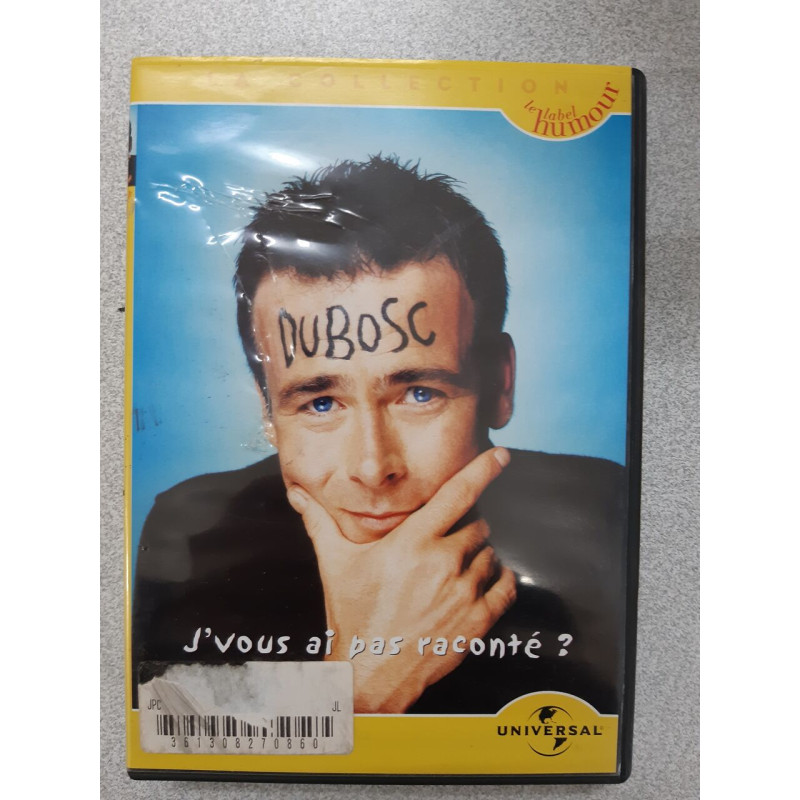 LA COLLECTION
le label
humour
DUBOSC
J'vous ai pas raconté ?
JPC
JL
361308270860
UNIVERSAL